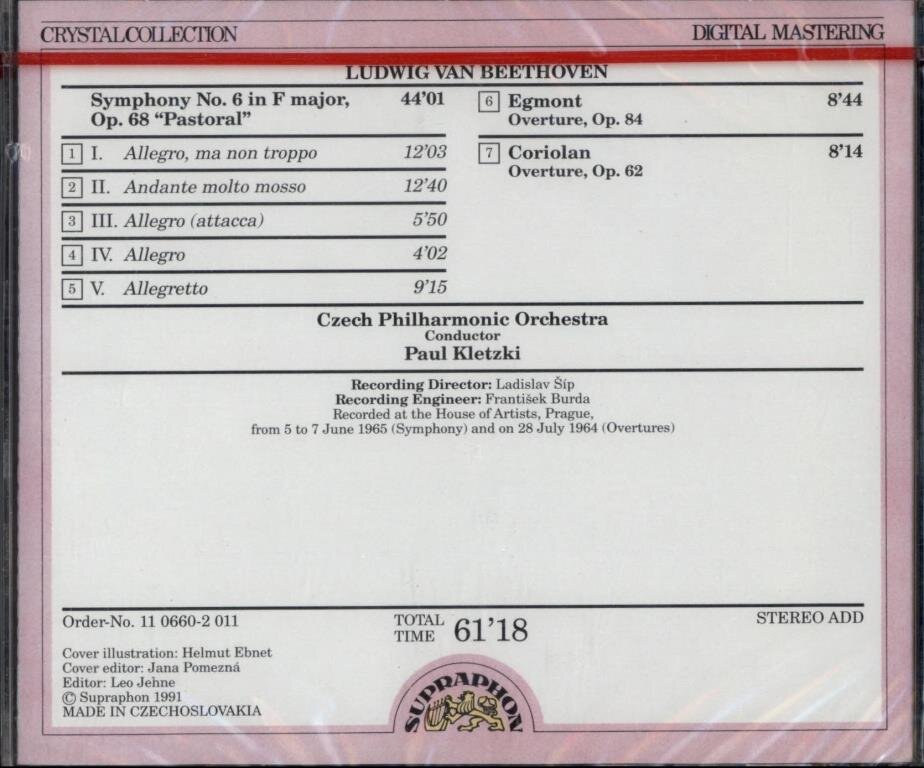 CRYSTALCOLLECTION
DIGITAL MASTERING
LUDWIG VAN BEETHOVEN
Symphony No. 6 in F major, 44’01
Op. 68 “Pastoral”
1 I. Allegro, ma non troppo 12’03
2 II. Andante molto mosso 12’40
3 III. Allegro (attacca) 5’50
4 IV. Allegro 4’02
5 V. Allegretto 9’15
6 Egmont 8’44
Overture, Op. 84
7 Coriolan 8’14
Overture, Op. 62
Czech Philharmonic Orchestra
Conductor
Paul Kletzki
Recording Director: Ladislav Šíp
Recording Engineer: František Burda
Recorded at the House of Artists, Prague,
from 5 to 7 June 1965 (Symphony) and on 28 July 1964 (Overtures)
Order-No. 11 0660-2 011
TOTAL
TIME 61’18
STEREO ADD
Cover illustration: Helmut Ebnet
Cover editor: Jana Pomezná
Editor: Leo Jehne
© Supraphon 1991
MADE IN CZECHOSLOVAKIA
SUPRAPHON